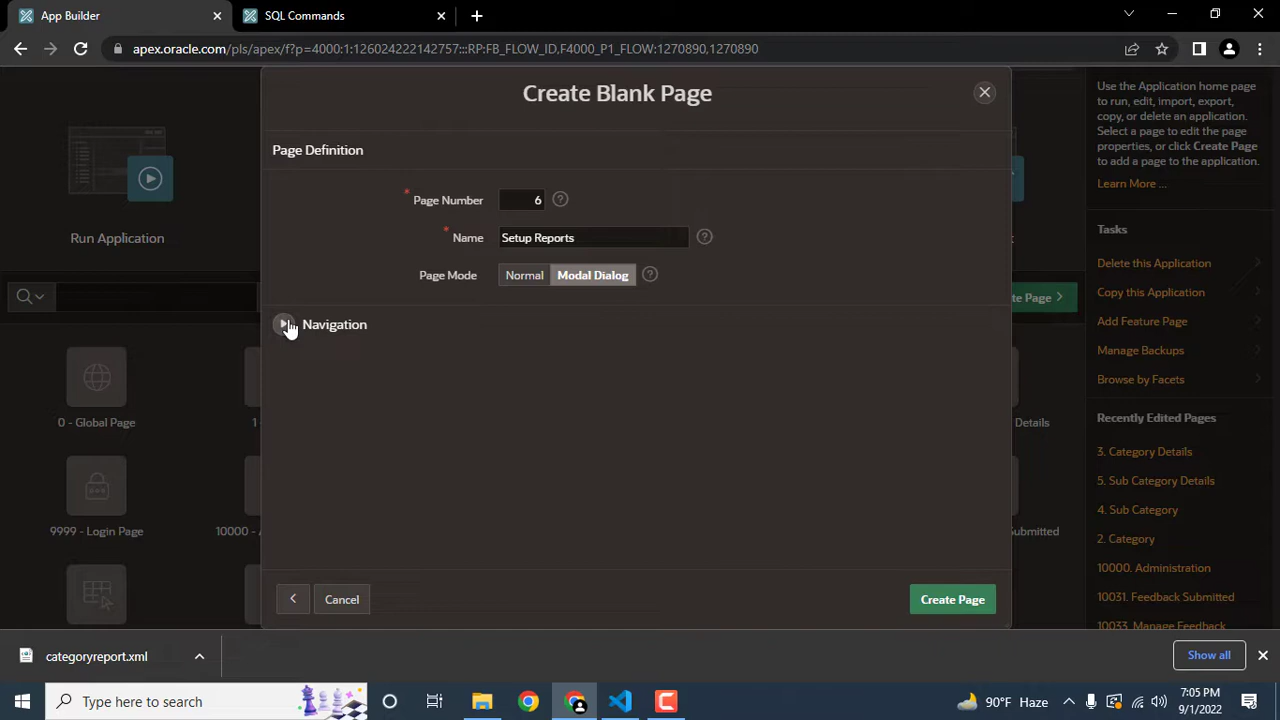 App Builder
SQL Commands
apex.oracle.com/pls/apex/f?p=4000:1:126024222142757:::RP:FB_FLOW_ID,F4000_P1_FLOW:1270890,1270890
Create Blank Page
Page Definition
* Page Number 6
* Name Setup Reports
Page Mode Normal Modal Dialog
Navigation
Cancel
Create Page
Run Application
0 - Global Page
1
Details
9999 - Login Page
10000 -
Submitted
te Page
Use the Application home page
to run, edit, import, export,
copy, or delete an application.
Select a page to edit the page
properties, or click Create Page
to add a page to the application.
Learn More ...
Tasks
Delete this Application
Copy this Application
Add Feature Page
Manage Backups
Browse by Facets
Recently Edited Pages
3. Category Details
5. Sub Category Details
4. Sub Category
2. Category
10000. Administration
10031. Feedback Submitted
10033. Manage Feedback
categoryreport.xml
Show all
Type here to search
90°F Haze
7:05 PM
9/1/2022